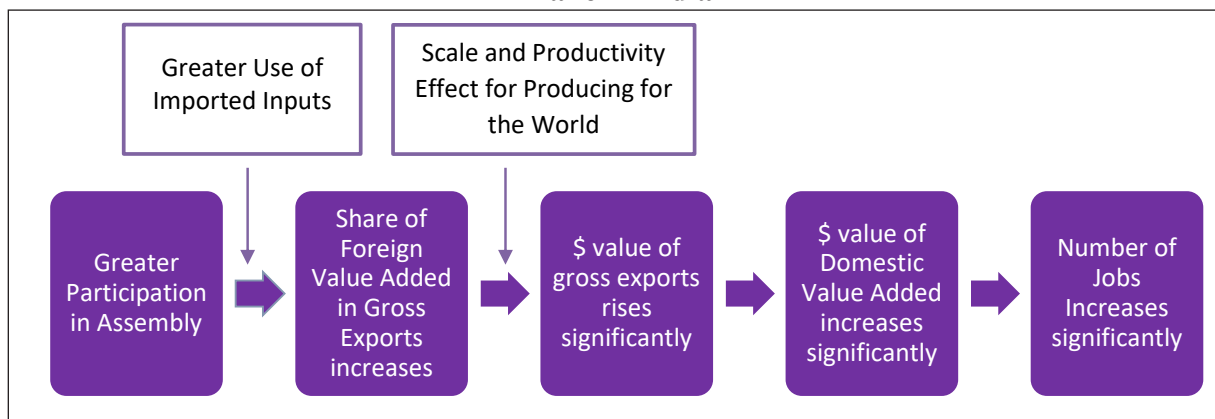 Greater Use of
Imported Inputs
Scale and Productivity
Effect for Producing for
the World
Greater
Participation
in Assembly
Share of
Foreign
Value Added
in Gross
Exports
increases
$ value of
gross exports
rises
significantly
$ value of
Domestic
Value Added
increases
significantly
Number of
Jobs
Increases
significantly